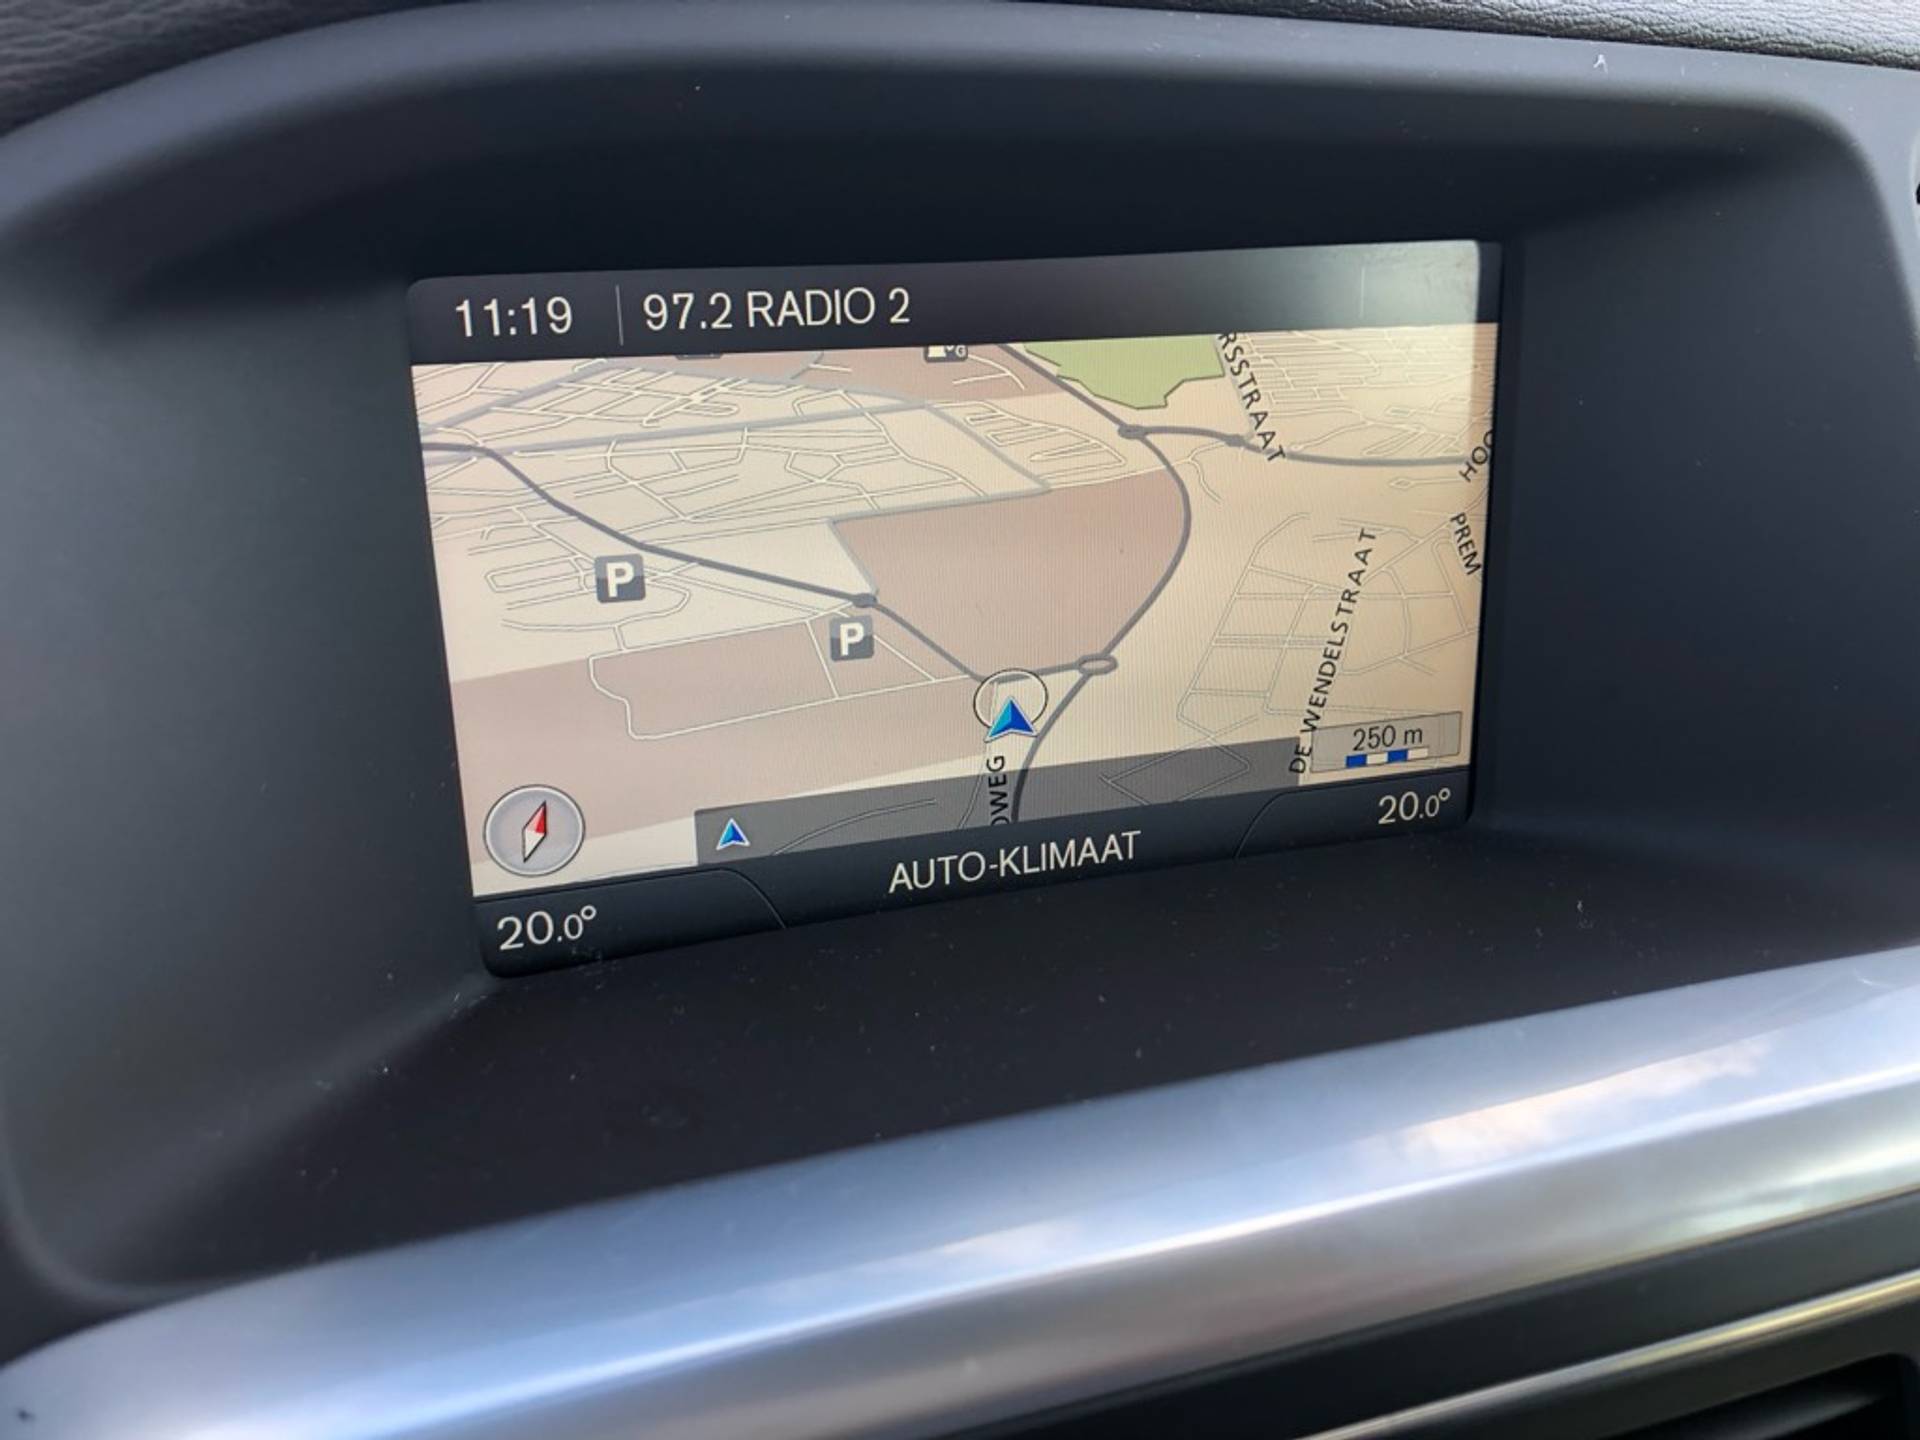 11:19 97.2 RADIO 2
RSSTRAAT
HOO
PREM
P
P
DE WENDELSTRAAT
250 m
OWEG
20.0°
AUTO-KLIMAAT
20.0°